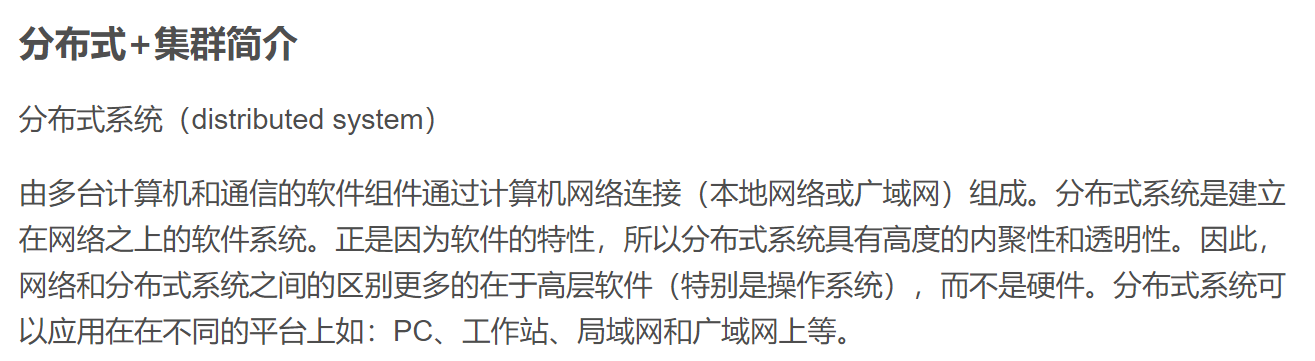 分布式+集群简介
分布式系统（distributed system）
由多台计算机和通信的软件组件通过计算机网络连接（本地网络或广域网）组成。分布式系统是建立
在网络之上的软件系统。正是因为软件的特性，所以分布式系统具有高度的内聚性和透明性。因此，
网络和分布式系统之间的区别更多的在于高层软件（特别是操作系统），而不是硬件。分布式系统可
以应用在在不同的平台上如：PC、工作站、局域网和广域网上等。